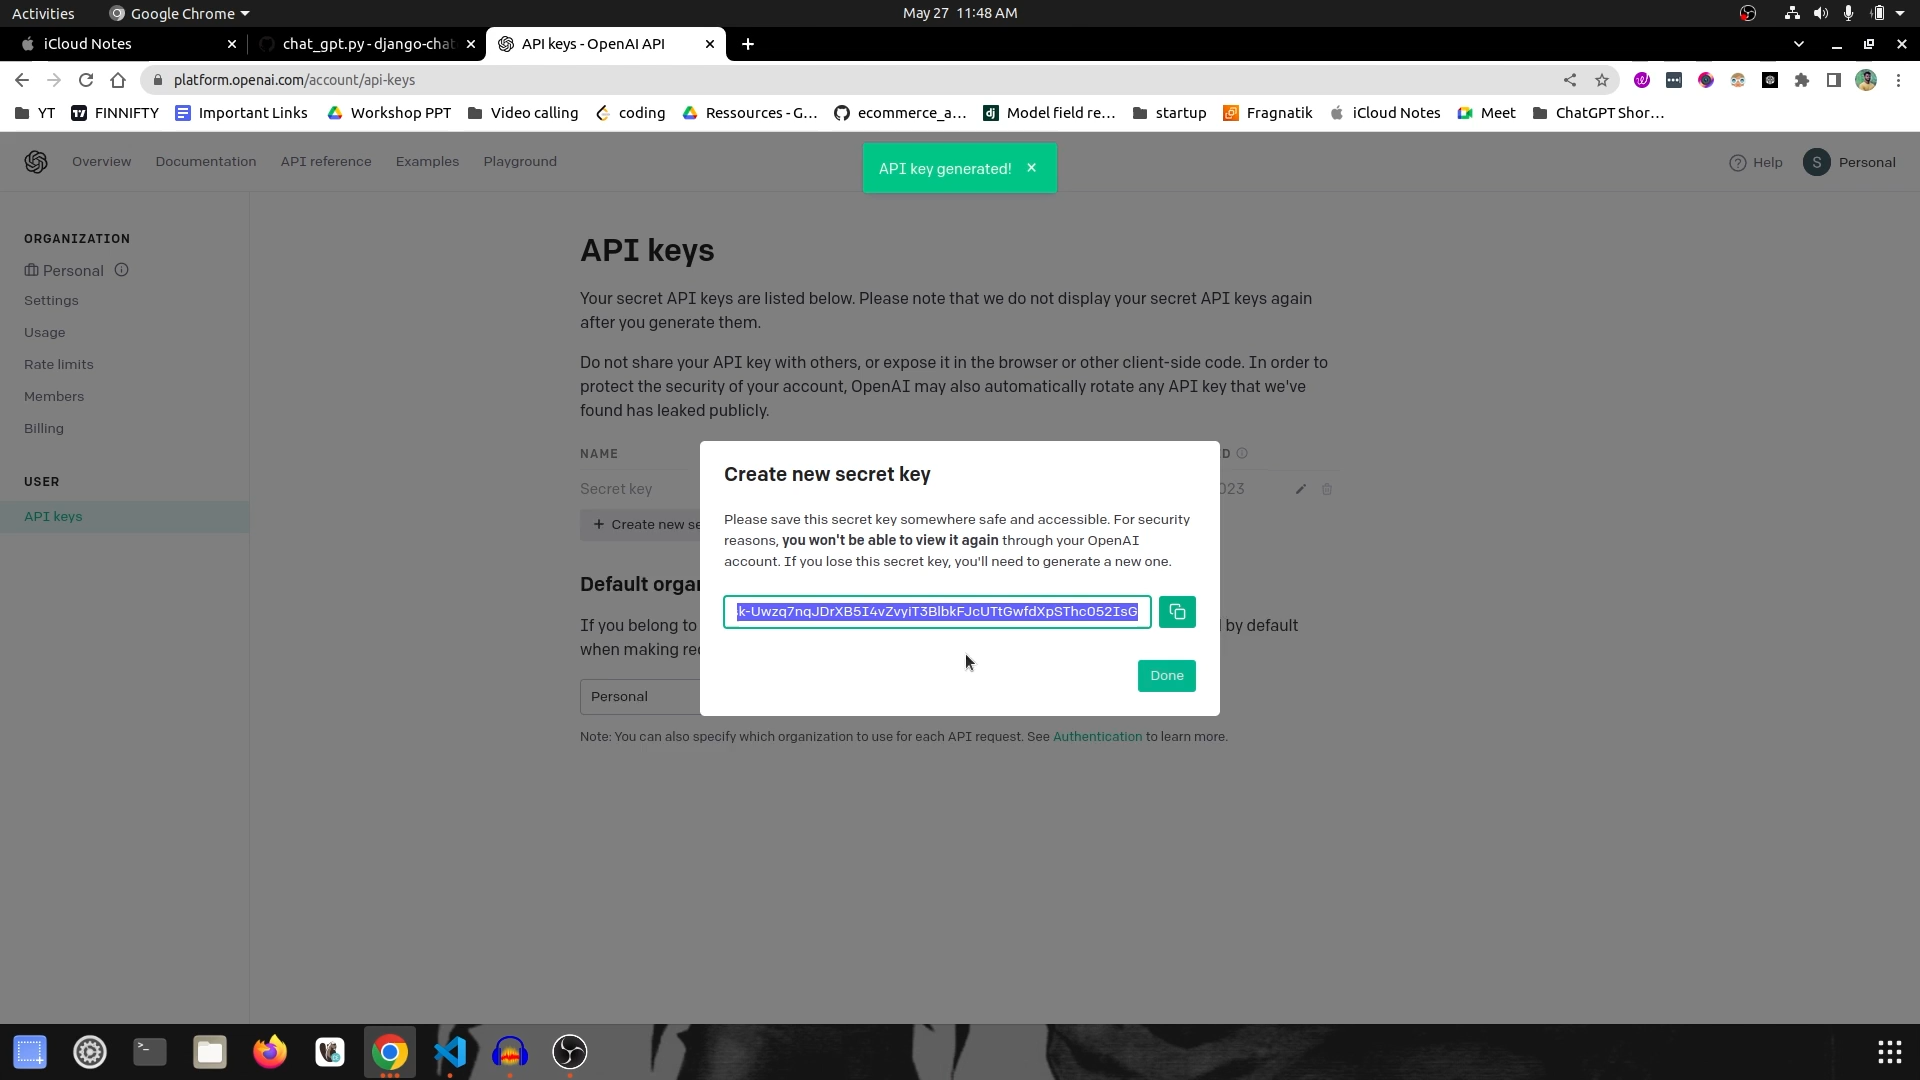 Activities
Google Chrome
May 27 11:48 AM
iCloud Notes
chat_gpt.py - django-chat
API keys - OpenAI API
platform.openai.com/account/api-keys
YT
FINNIFTY
Important Links
Workshop PPT
Video calling
coding
Ressources - G...
ecommerce_a...
dj
Model field re...
startup
Fragnatik
iCloud Notes
Meet
ChatGPT Shor...
Overview
Documentation
API reference
Examples
Playground
API key generated!
Help
S
Personal
ORGANIZATION
Personal
Settings
Usage
Rate limits
Members
Billing
USER
API keys
API keys
Your secret API keys are listed below. Please note that we do not display your secret API keys again
after you generate them.
Do not share your API key with others, or expose it in the browser or other client-side code. In order to
protect the security of your account, OpenAI may also automatically rotate any API key that we've
found has leaked publicly.
NAME
D
Secret key
023
+ Create new se
Create new secret key
Please save this secret key somewhere safe and accessible. For security
reasons, you won't be able to view it again through your OpenAI
account. If you lose this secret key, you'll need to generate a new one.
Done
Default organ
If you belong to
by default
when making req
Personal
Note: You can also specify which organization to use for each API request. See Authentication to learn more.